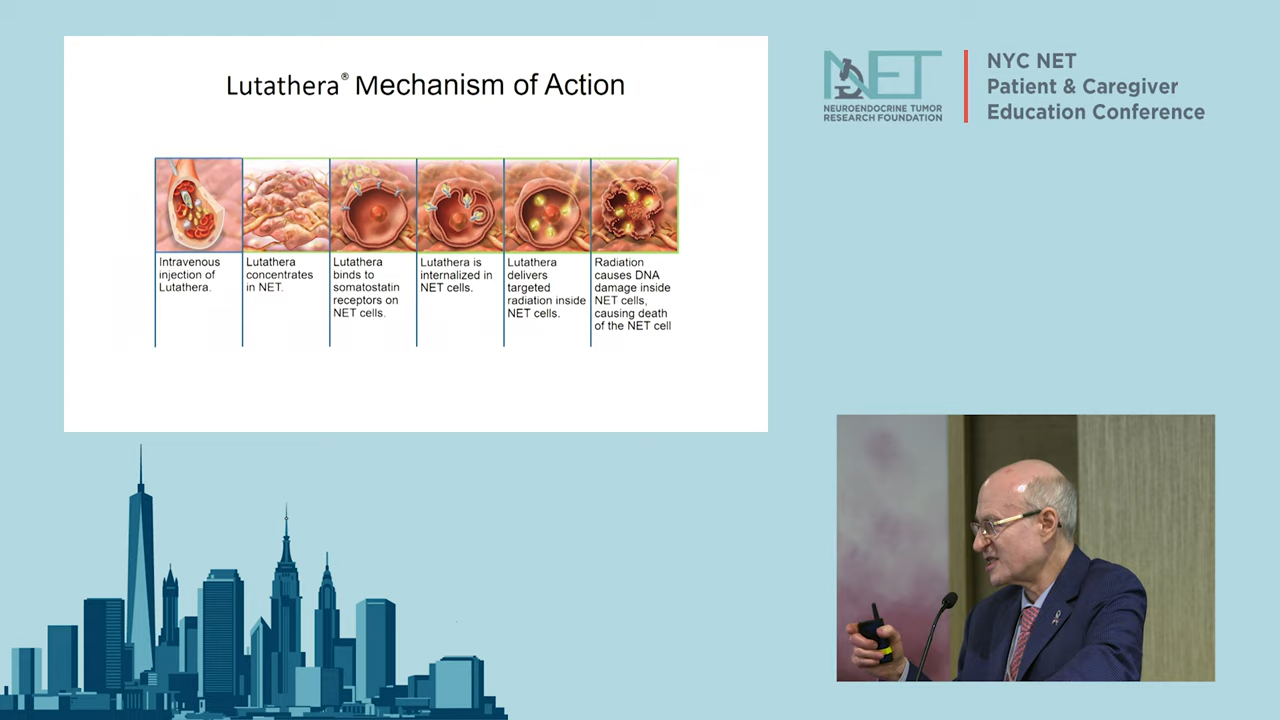 Lutathera® Mechanism of Action
Intravenous
injection of
Lutathera.
Lutathera
concentrates
in NET.
Lutathera
binds to
somatostatin
receptors on
NET cells.
Lutathera is
internalized in
NET cells.
Lutathera
delivers
targeted
radiation inside
NET cells.
Radiation
causes DNA
damage inside
NET cells,
causing death
of the NET cell
NET
NEUROENDOCRINE TUMOR
RESEARCH FOUNDATION
NYC NET
Patient & Caregiver
Education Conference